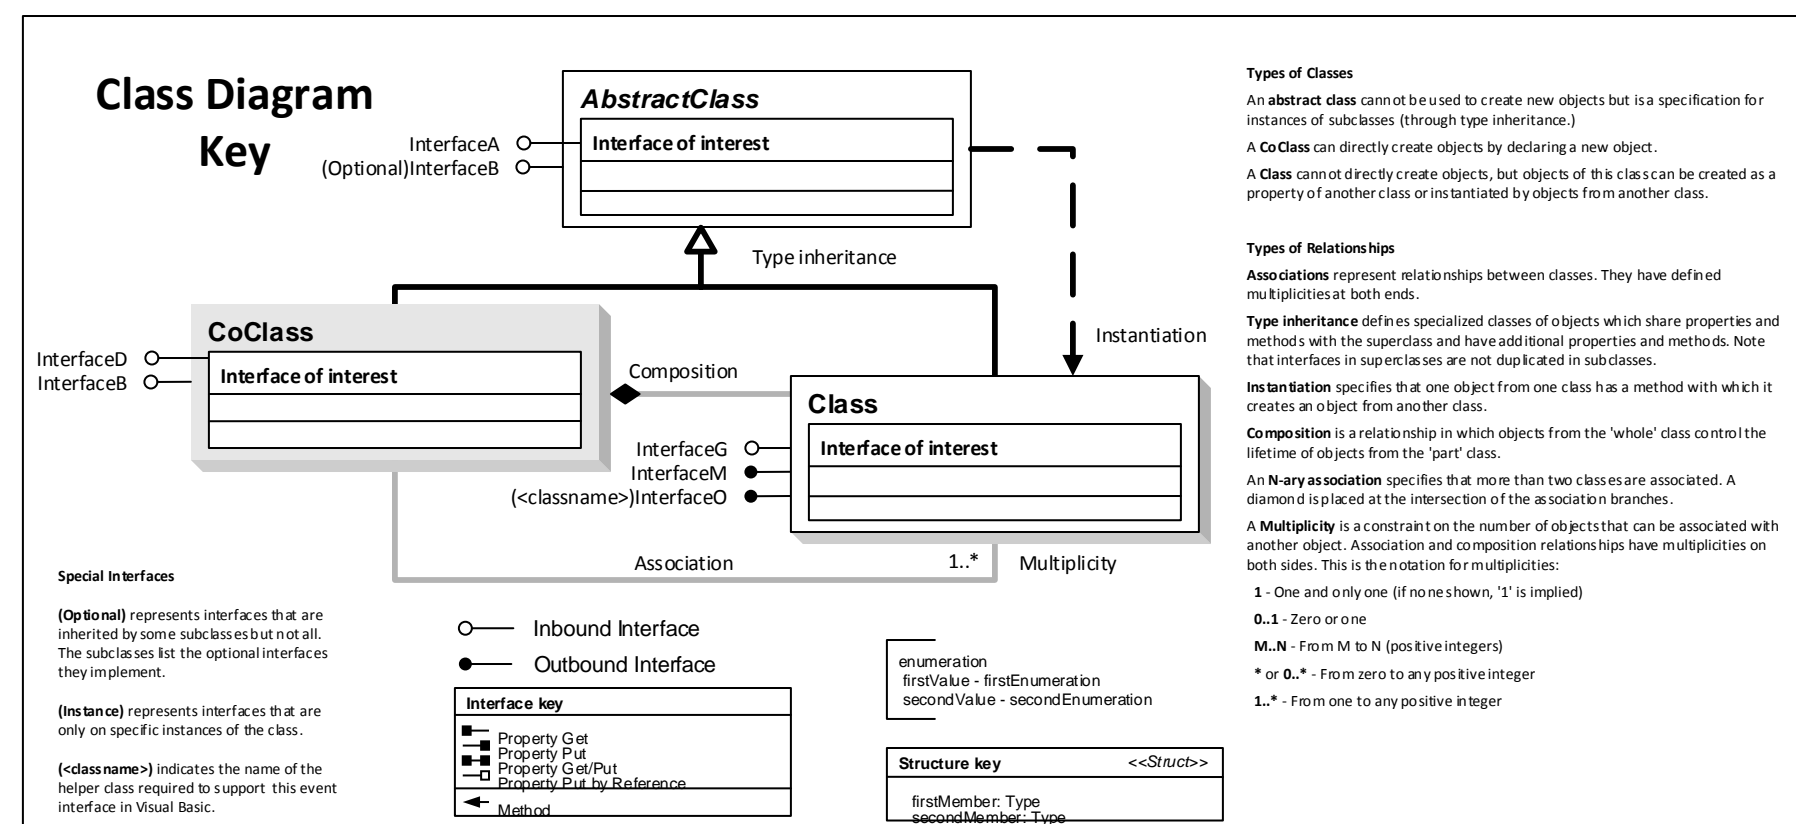 Class Diagram
Key
AbstractClass
Interface of interest
InterfaceA
(Optional)InterfaceB
Type inheritance
CoClass
Interface of interest
InterfaceD
InterfaceB
Composition
Instantiation
Class
Interface of interest
InterfaceG
InterfaceM
(<classname>)InterfaceO
Association
1..*
Multiplicity
Special Interfaces
(Optional) represents interfaces that are
inherited by some subclasses but not all.
The subclasses list the optional interfaces
they implement.
(Instance) represents interfaces that are
only on specific instances of the class.
(<classname>) indicates the name of the
helper class required to support this event
interface in Visual Basic.
Inbound Interface
Outbound Interface
Interface key
Property Get
Property Put
Property Get/Put
Property Put by Reference
Method
enumeration
firstValue - firstEnumeration
secondValue - secondEnumeration
Structure key <<Struct>>
firstMember: Type
secondMember: Type
Types of Classes
An abstract class cannot be used to create new objects but is a specification for
instances of subclasses (through type inheritance.)
A CoClass can directly create objects by declaring a new object.
A Class cannot directly create objects, but objects of this class can be created as a
property of another class or instantiated by objects from another class.
Types of Relationships
Associations represent relationships between classes. They have defined
multiplicities at both ends.
Type inheritance defines specialized classes of objects which share properties and
methods with the superclass and have additional properties and methods. Note
that interfaces in superclasses are not duplicated in subclasses.
Instantiation specifies that one object from one class has a method with which it
creates an object from another class.
Composition is a relationship in which objects from the 'whole' class control the
lifetime of objects from the 'part' class.
An N-ary association specifies that more than two classes are associated. A
diamond is placed at the intersection of the association branches.
A Multiplicity is a constraint on the number of objects that can be associated with
another object. Association and composition relationships have multiplicities on
both sides. This is the notation for multiplicities:
1 - One and only one (if none shown, '1' is implied)
0..1 - Zero or one
M..N - From M to N (positive integers)
* or 0..* - From zero to any positive integer
1..* - From one to any positive integer